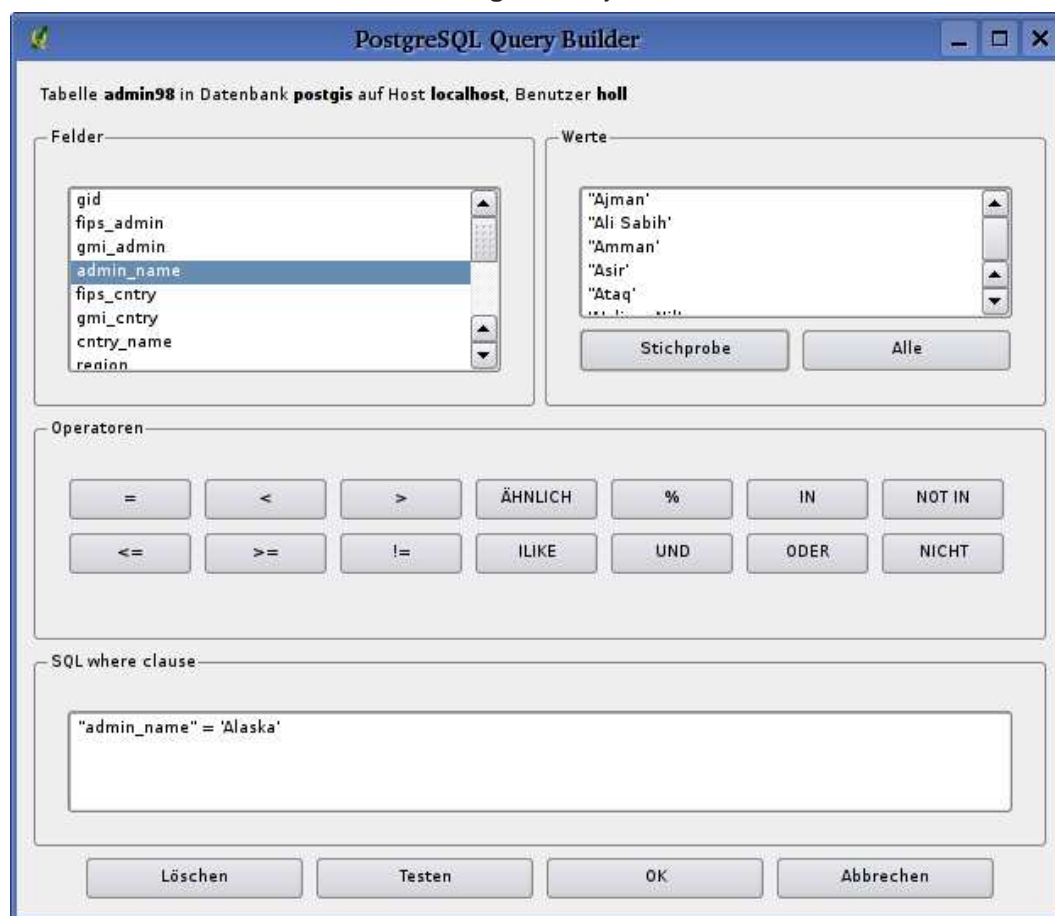 PostgreSQL Query Builder
Tabelle admin98 in Datenbank postgis auf Host localhost, Benutzer holl
Felder
gid
fips_admin
gmi_admin
admin_name
fips_cntry
gmi_cntry
cntry_name
region
Werte
"Ajman'
"Ali Sabih'
"Amman'
"Asir'
"Ataq'
Stichprobe Alle
Operatoren
= < > ÄHNLICH % IN NOT IN
<= >= != ILIKE UND ODER NICHT
SQL where clause
"admin_name" = 'Alaska'
Löschen Testen OK Abbrechen